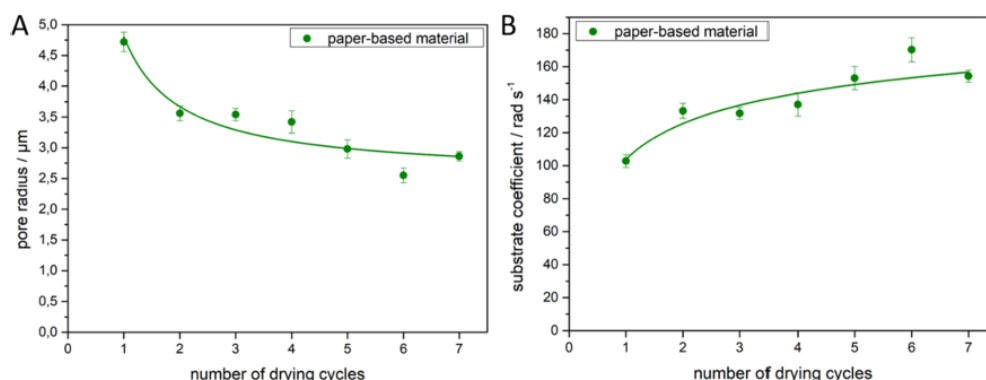 A
5,0
4,5
4,0
3,5
3,0
2,5
2,0
1,5
1,0
0,5
0,0
pore radius / µm
paper-based material
0 1 2 3 4 5 6 7
number of drying cycles
B
180
160
140
120
100
80
60
40
20
0
substrate coefficient / rad s⁻¹
paper-based material
0 1 2 3 4 5 6 7
number of drying cycles